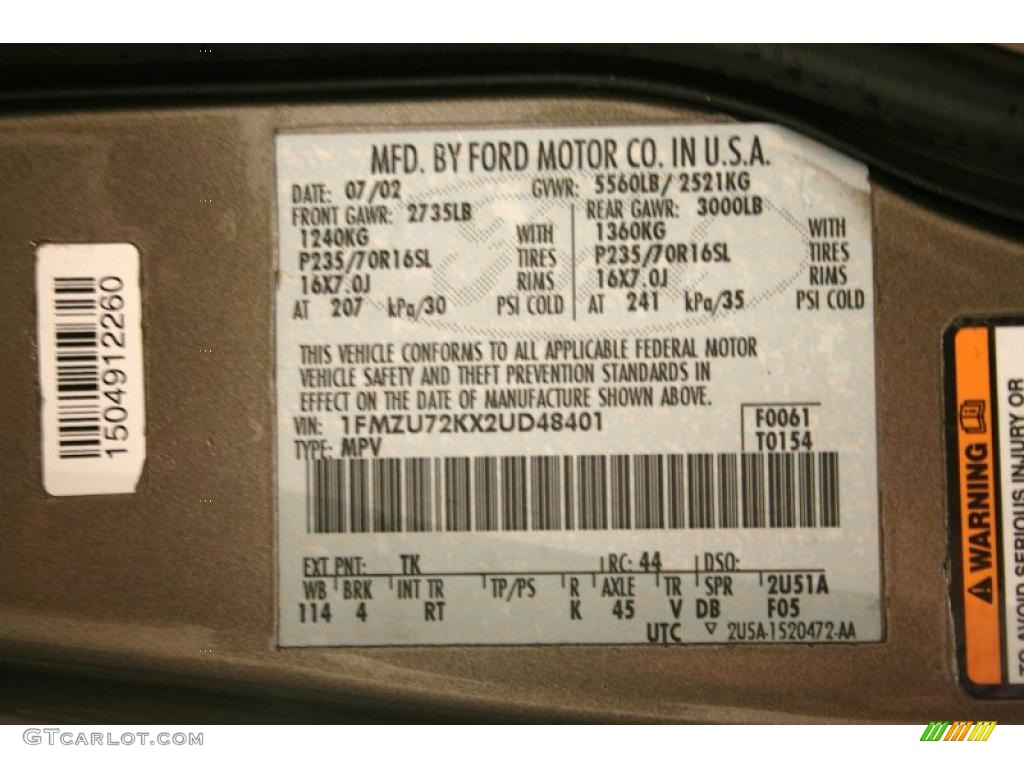 MFD. BY FORD MOTOR CO. IN U.S.A.
DATE: 07/02 GVWR: 5560LB/ 2521KG
FRONT GAWR: 2735LB REAR GAWR: 3000LB
1240KG WITH 1360KG WITH
P235/70R16SL TIRES P235/70R16SL TIRES
16X7.0J RIMS 16X7.0J RIMS
AT 207 kPa/30 PSI COLD AT 241 kPa/35 PSI COLD
THIS VEHICLE CONFORMS TO ALL APPLICABLE FEDERAL MOTOR
VEHICLE SAFETY AND THEFT PREVENTION STANDARDS IN
EFFECT ON THE DATE OF MANUFACTURE SHOWN ABOVE.
VIN: 1FMZU72KX2UD48401 F0061
TYPE: MPV T0154
EXT PNT: TK RC: 44 DSO:
WB BRK INT TR TP/PS R AXLE TR SPR 2U51A
114 4 RT K 45 V DB F05
UTC ▽ 2U5A-1520472-AA
1504912260
⚠ WARNING
TO AVOID SERIOUS INJURY OR
GTCARLOT.COM